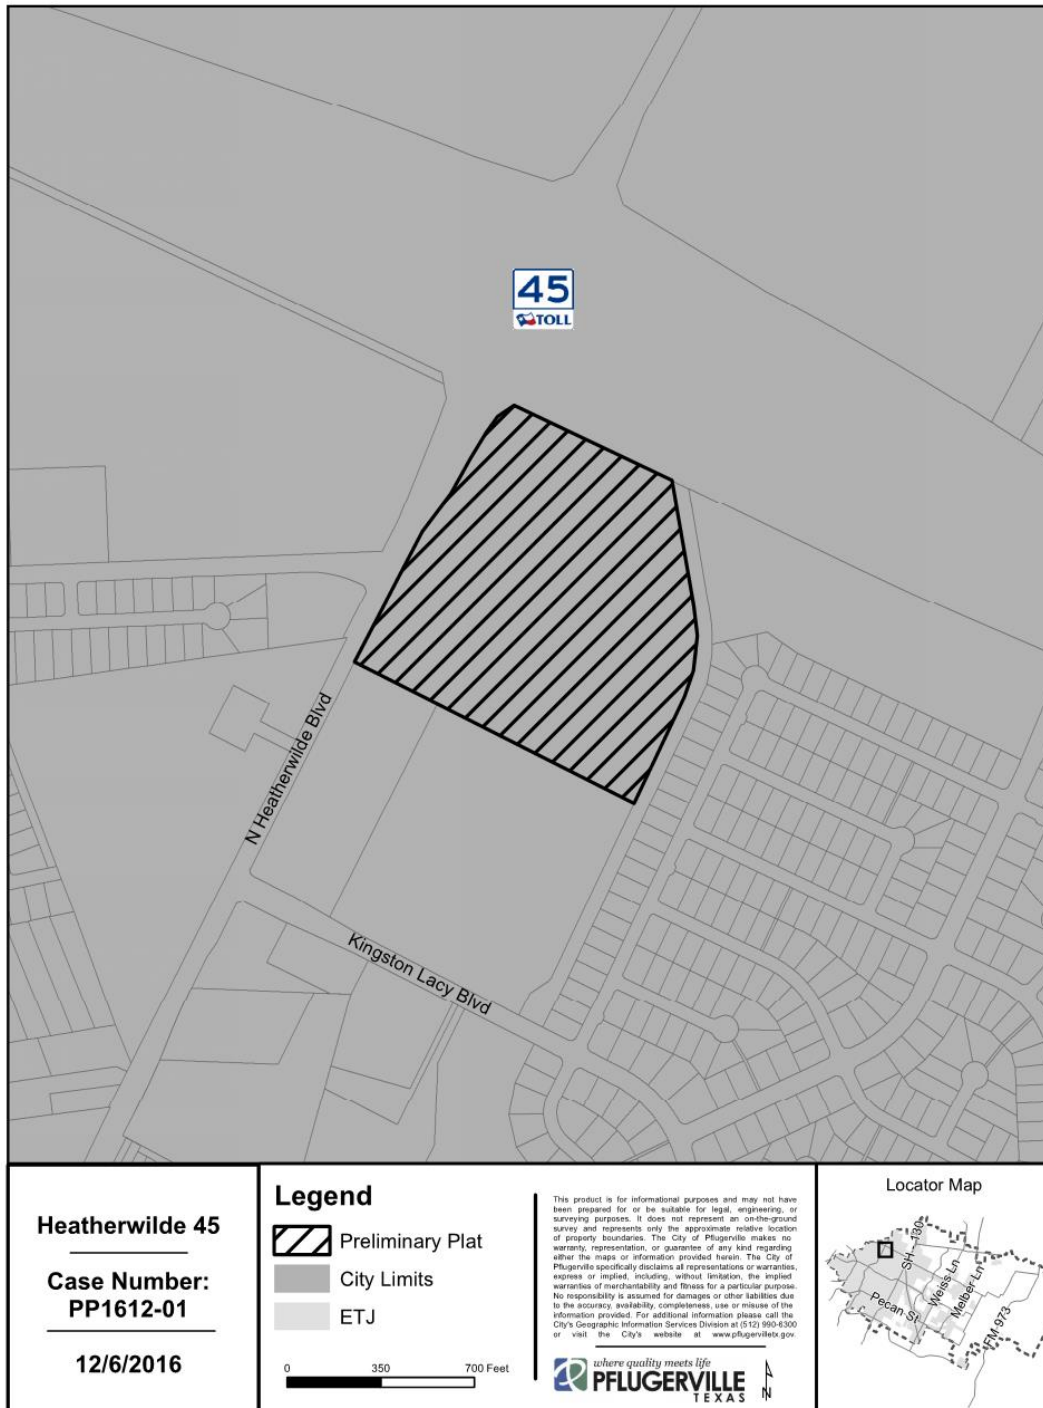 45
TOLL
N Heatherwilde Blvd
Kingston Lacy Blvd
Heatherwilde 45
Case Number:
PP1612-01
12/6/2016
Legend
Preliminary Plat
City Limits
ETJ
0 350 700 Feet
This product is for informational purposes and may not have
been prepared for or be suitable for legal, engineering, or
surveying purposes. It does not represent an on-the-ground
survey and represents only the approximate relative location
of property boundaries. The City of Pflugerville makes no
warranty, representation, or guarantee of any kind regarding
either the maps or information provided herein. The City of
Pflugerville specifically disclaims all representations or warranties,
express or implied, including, without limitation, the implied
warranties of merchantability and fitness for a particular purpose.
No responsibility is assumed for damages or other liabilities due
to the accuracy, availability, completeness, use or misuse of the
information provided. For additional information please call the
City's Geographic Information Services Division at (512) 990-6300
or visit the City's website at www.pflugervilletx.gov.
where quality meets life
PFLUGERVILLE
TEXAS
N
Locator Map
SH - 130
Weiss Ln
Melber Ln
Pecan St
FM-973